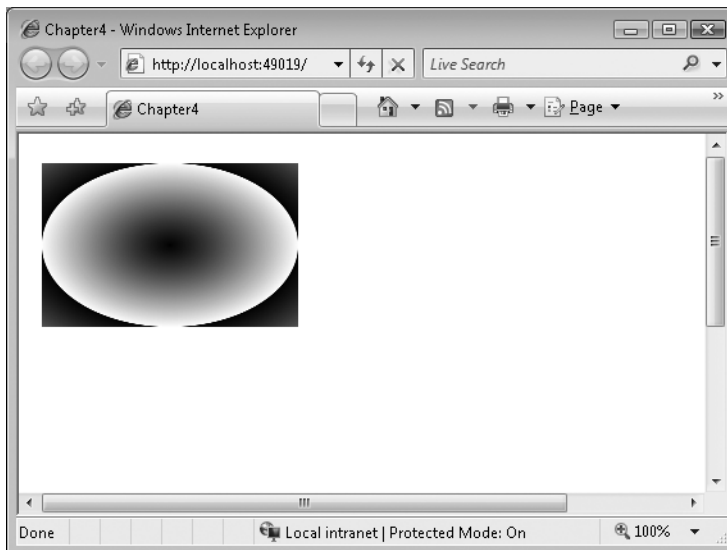 Chapter4 - Windows Internet Explorer
http://localhost:49019/
Live Search
Chapter4
Page
»
Done
Local intranet | Protected Mode: On
100%